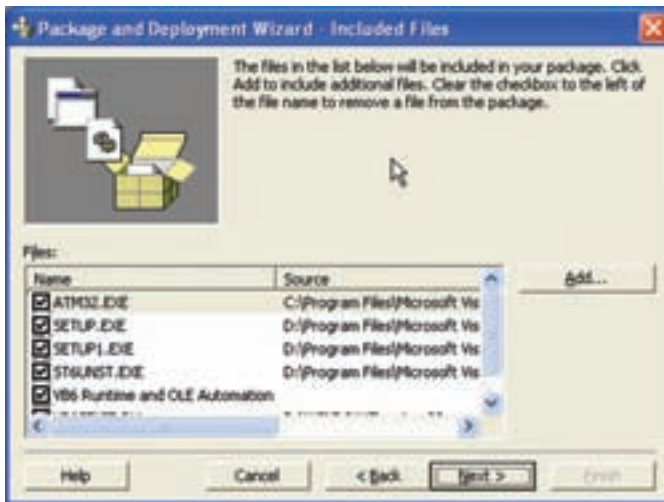 Package and Deployment Wizard - Included Files
The files in the list below will be included in your package. Click
Add to include additional files. Clear the checkbox to the left of
the file name to remove a file from the package.
Files:
Name Source
Add...
ATM32.EXE C:\Program Files\Microsoft Vis
SETUP.EXE D:\Program Files\Microsoft Vis
SETUP1.EXE D:\Program Files\Microsoft Vis
ST6UNST.EXE D:\Program Files\Microsoft Vis
VB6 Runtime and OLE Automation
Help Cancel < Back Next > Finish